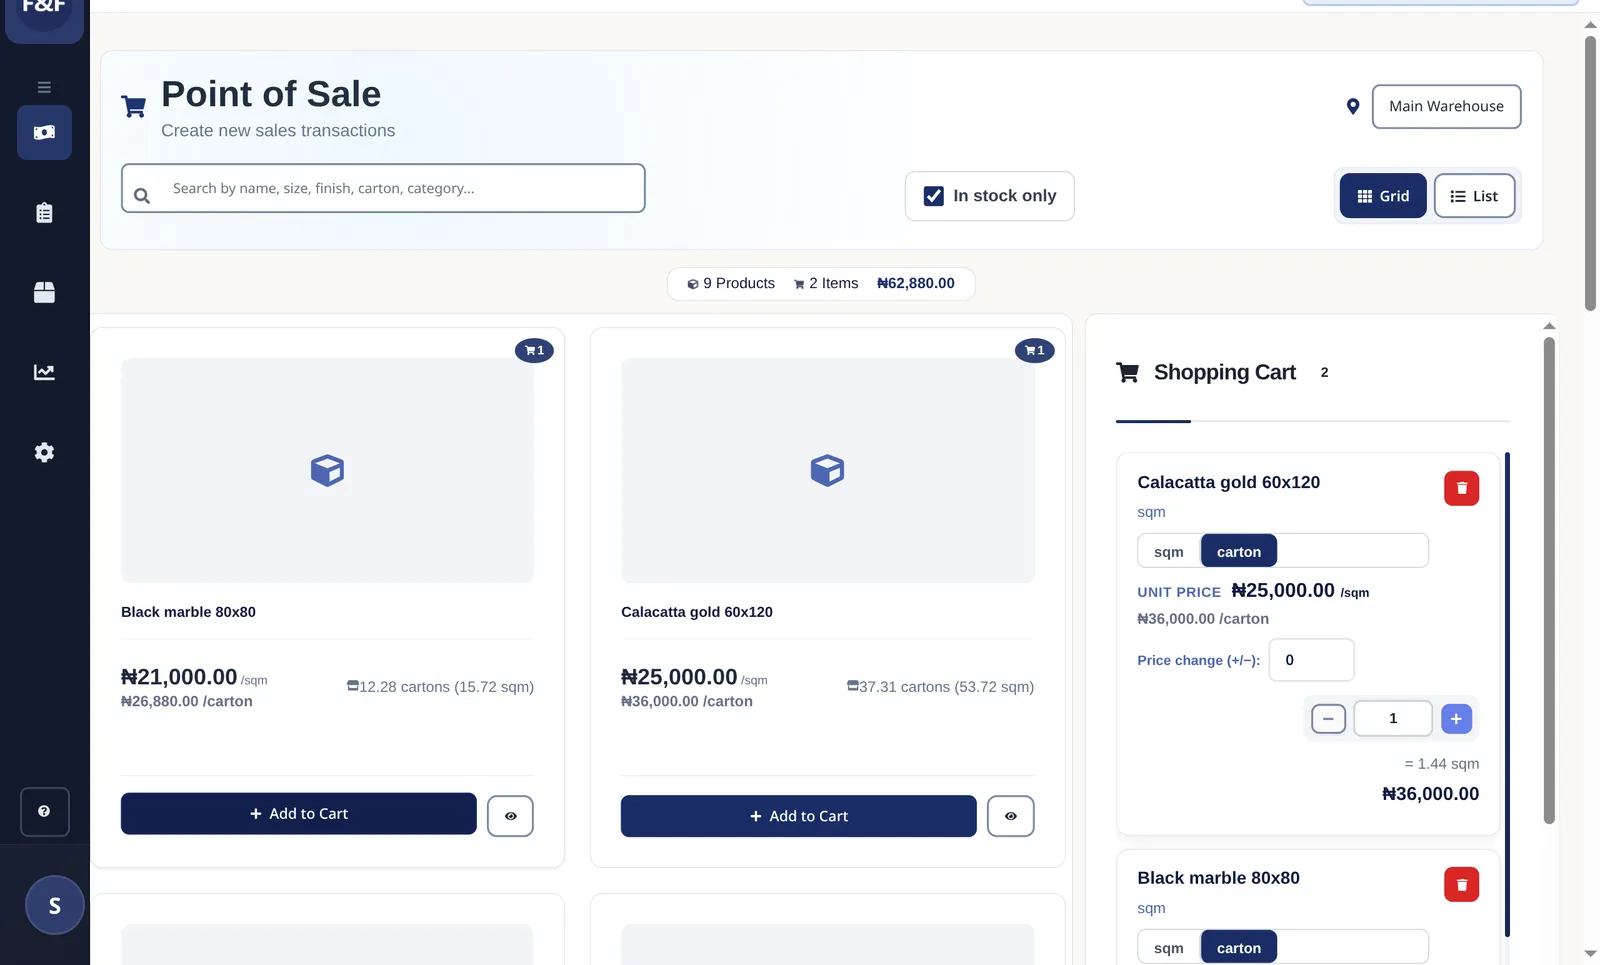 F&F
Point of Sale
Create new sales transactions
Main Warehouse
Search by name, size, finish, carton, category...
In stock only
Grid
List
9 Products
2 Items
₦62,880.00
1
Black marble 80x80
₦21,000.00 /sqm
₦26,880.00 /carton
12.28 cartons (15.72 sqm)
+ Add to Cart
1
Calacatta gold 60x120
₦25,000.00 /sqm
₦36,000.00 /carton
37.31 cartons (53.72 sqm)
+ Add to Cart
Shopping Cart 2
Calacatta gold 60x120
sqm
sqm carton
UNIT PRICE ₦25,000.00 /sqm
₦36,000.00 /carton
Price change (+/−): 0
− 1 +
= 1.44 sqm
₦36,000.00
Black marble 80x80
sqm
sqm carton
?
S